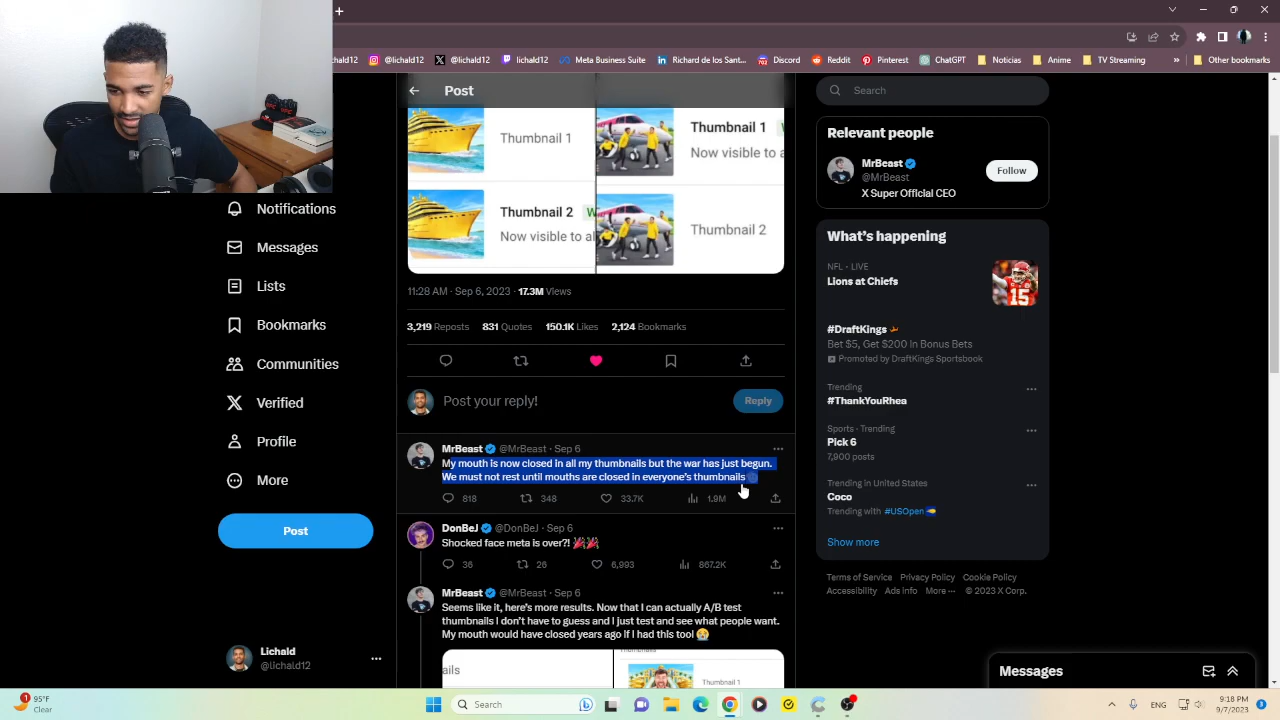 @lichald12
@lichald12
lichald12
Meta Business Suite
Richard de los Sant...
Discord
Reddit
Pinterest
ChatGPT
Noticias
Anime
TV Streaming
»
Other bookmarks
Post
Thumbnail 1
Thumbnail 2
Now visible to al
Thumbnail 1
Now visible to a
Thumbnail 2
11:28 AM · Sep 6, 2023 · 17.3M Views
3,219 Reposts 831 Quotes 150.1K Likes 2,124 Bookmarks
Post your reply!
Reply
MrBeast @MrBeast · Sep 6
My mouth is now closed in all my thumbnails but the war has just begun.
We must not rest until mouths are closed in everyone's thumbnails
818 348 33.7K 1.9M
DonBeJ @DonBeJ · Sep 6
Shocked face meta is over?! 🎉🎉
36 26 6,993 867.2K
MrBeast @MrBeast · Sep 6
Seems like it, here's more results. Now that I can actually A/B test
thumbnails I don't have to guess and I just test and see what people want.
My mouth would have closed years ago if I had this tool 😭
ails
Thumbnail 1
Notifications
Messages
Lists
Bookmarks
Communities
Verified
Profile
More
Post
Lichald
@lichald12
Search
Relevant people
MrBeast
@MrBeast
X Super Official CEO
Follow
What's happening
NFL · LIVE
Lions at Chiefs
#DraftKings
Bet $5, Get $200 In Bonus Bets
Promoted by DraftKings Sportsbook
Trending
#ThankYouRhea
Sports · Trending
Pick 6
7,900 posts
Trending in United States
Coco
Trending with #USOpen
Show more
Terms of Service Privacy Policy Cookie Policy
Accessibility Ads info More ··· © 2023 X Corp.
Messages
1
95°F
Clear
Search
ENG
9:18 PM
9/7/2023
3